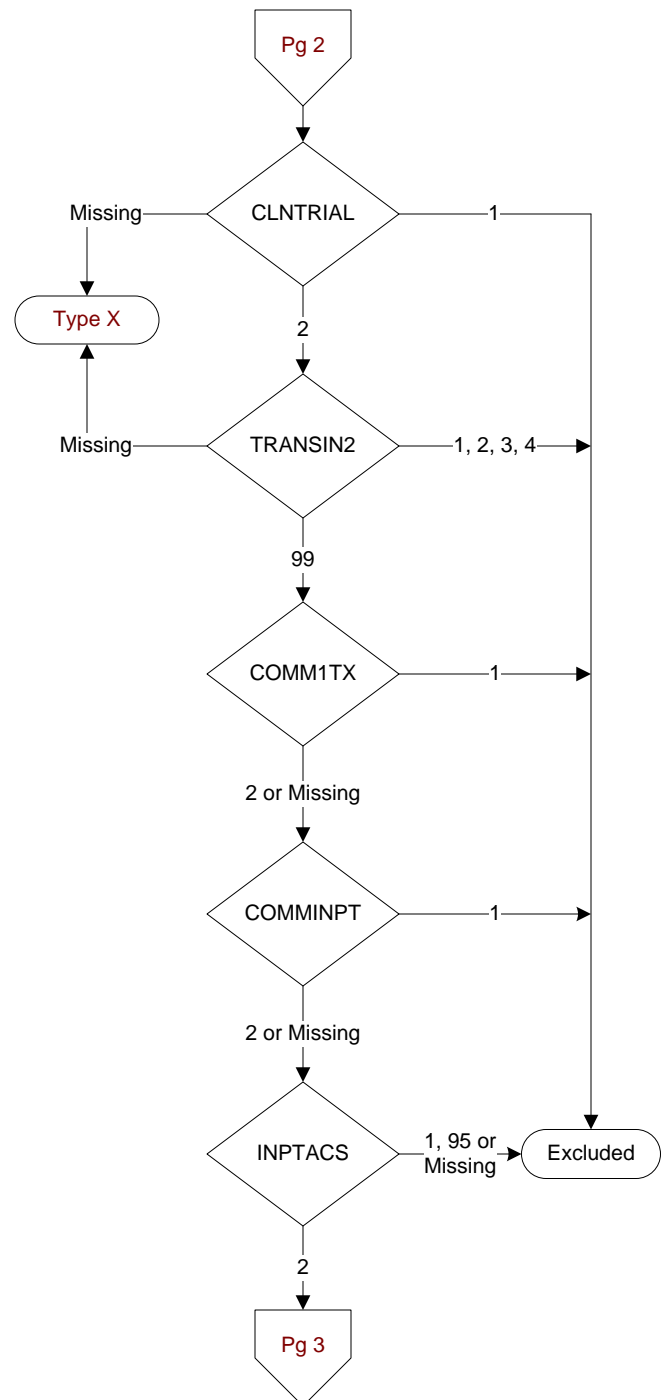 Pg 2
CLNTRIAL
Missing
1
Type X
2
TRANSIN2
Missing
1, 2, 3, 4
99
COMM1TX
1
2 or Missing
COMMINPT
1
2 or Missing
INPTACS
1, 95 or
Missing
Excluded
2
Pg 3